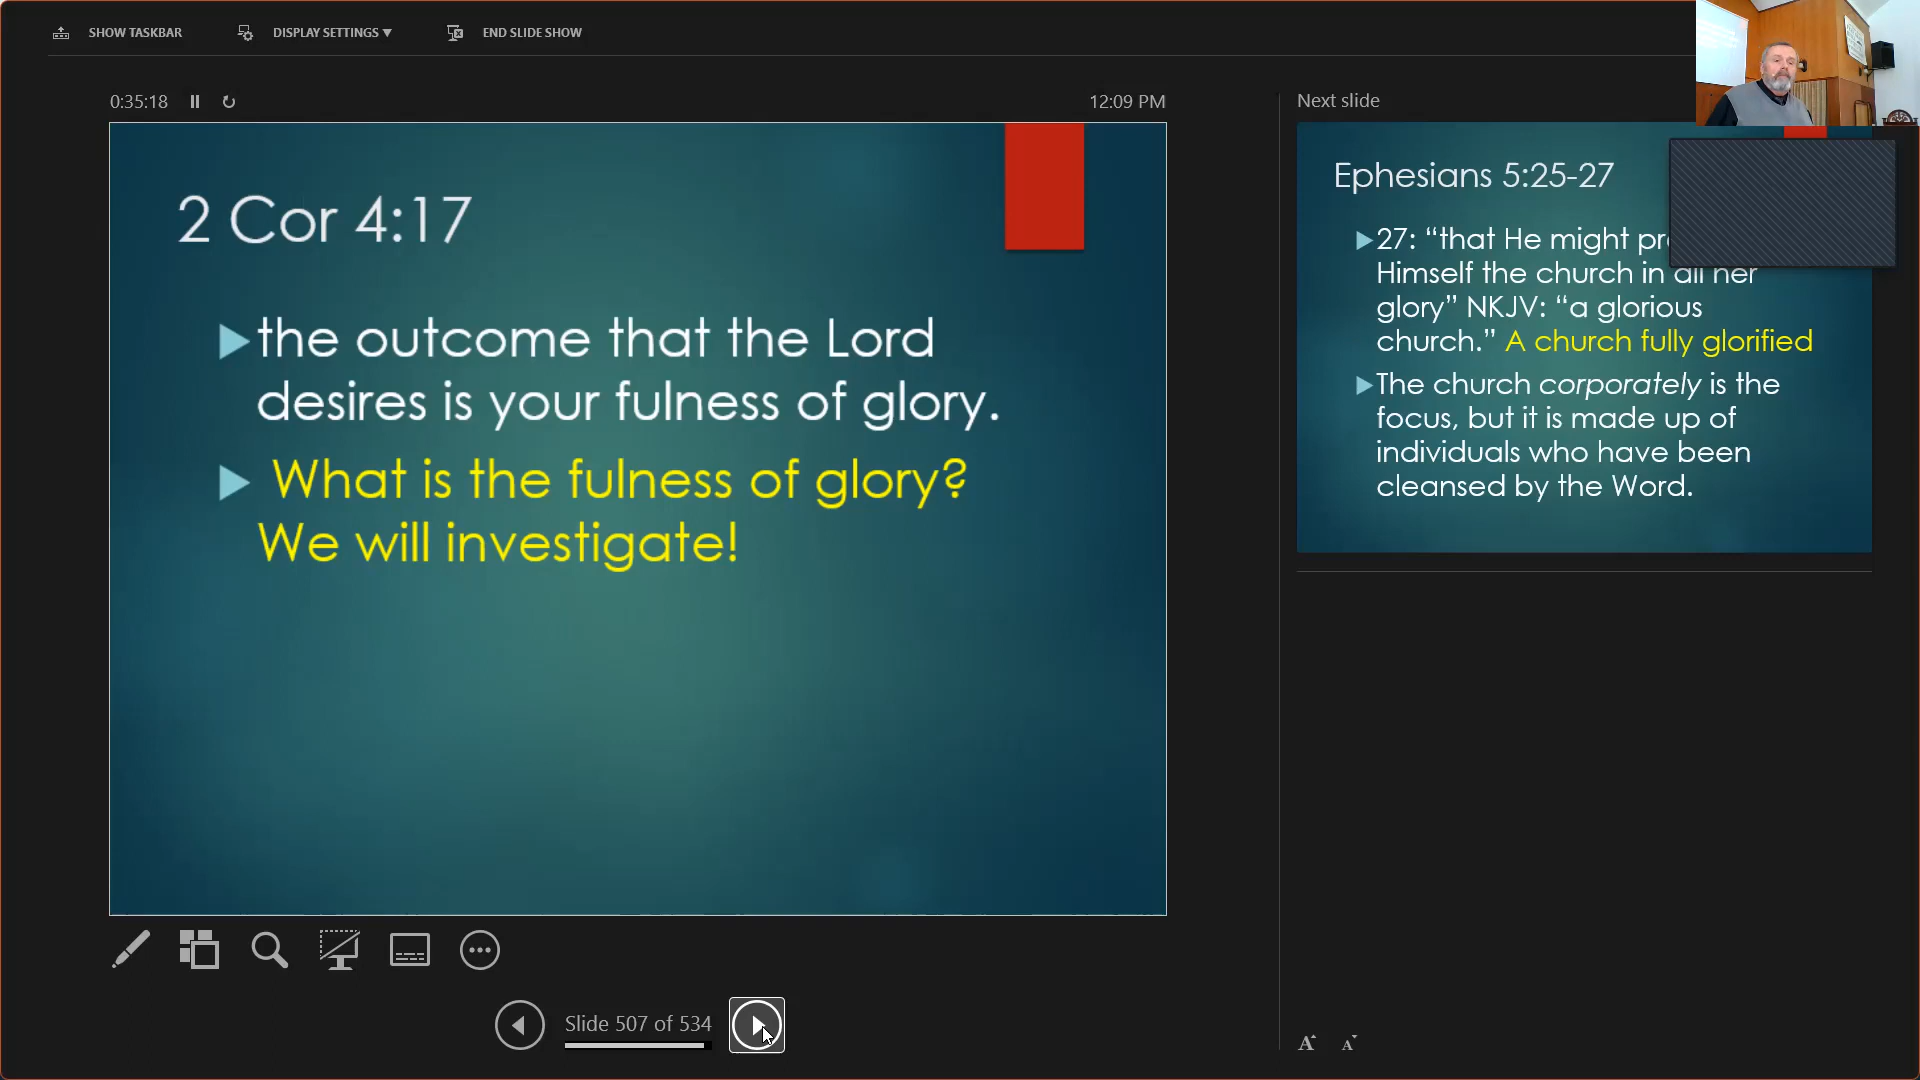 SHOW TASKBAR
DISPLAY SETTINGS ▼
END SLIDE SHOW
0:35:18
12:09 PM
2 Cor 4:17
the outcome that the Lord
desires is your fulness of glory.
What is the fulness of glory?
We will investigate!
Slide 507 of 534
Next slide
Ephesians 5:25-27
27: “that He might
Himself the church in all her
glory” NKJV: “a glorious
church.” A church fully glorified
The church corporately is the
focus, but it is made up of
individuals who have been
cleansed by the Word.
A A